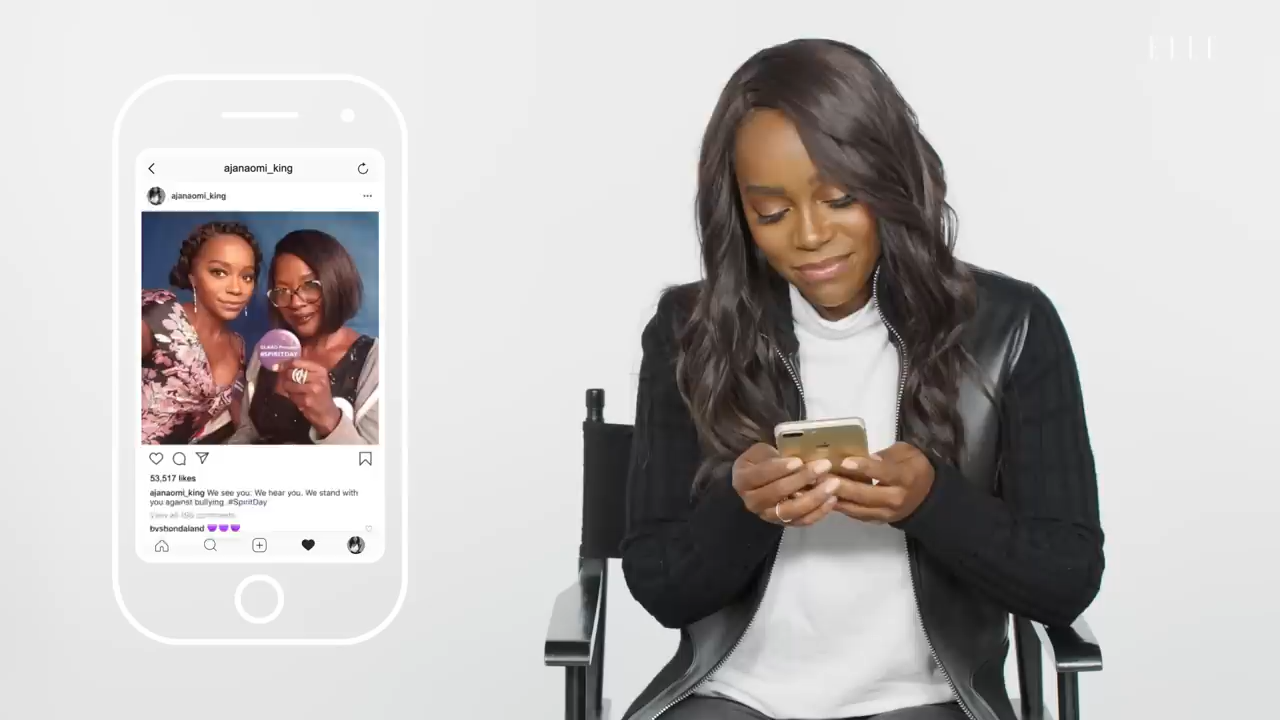 ELLE
ajanaomi_king
ajanaomi_king
GLAAD Presents
#SPIRITDAY
53,517 likes
ajanaomi_king We see you. We hear you. We stand with
you against bullying .#SpiritDay
byshondaland 💜💜💜